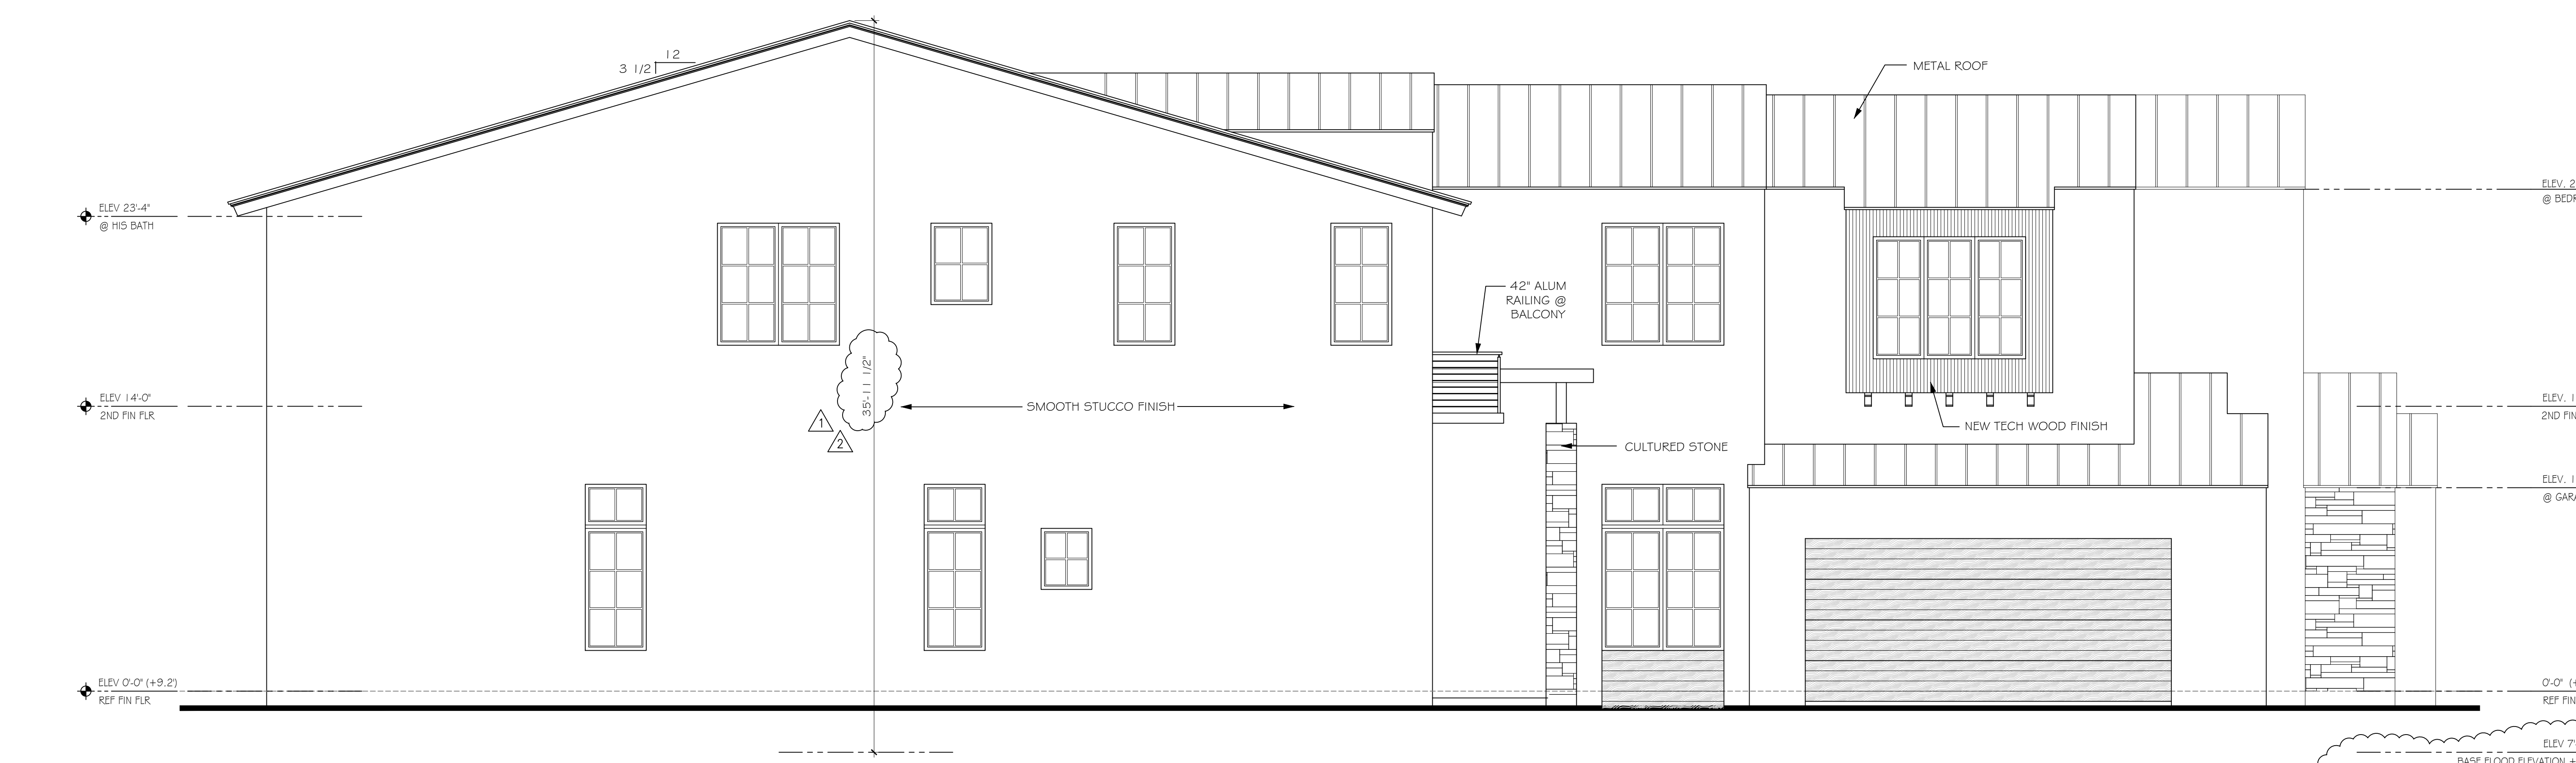 12
3 1/2
METAL ROOF
ELEV 23'-4"
@ HIS BATH
42" ALUM
RAILING @
BALCONY
35'-11 1/2"
SMOOTH STUCCO FINISH
1
2
ELEV 14'-0"
2ND FIN FLR
NEW TECH WOOD FINISH
CULTURED STONE
ELEV 0'-0" (+9.2')
REF FIN FLR
ELEV. 2
@ BEDR
ELEV. 1
2ND FIN
ELEV. 1
@ GARA
0'-0" (+
REF FIN
ELEV 7'
BASE FLOOD ELEVATION +